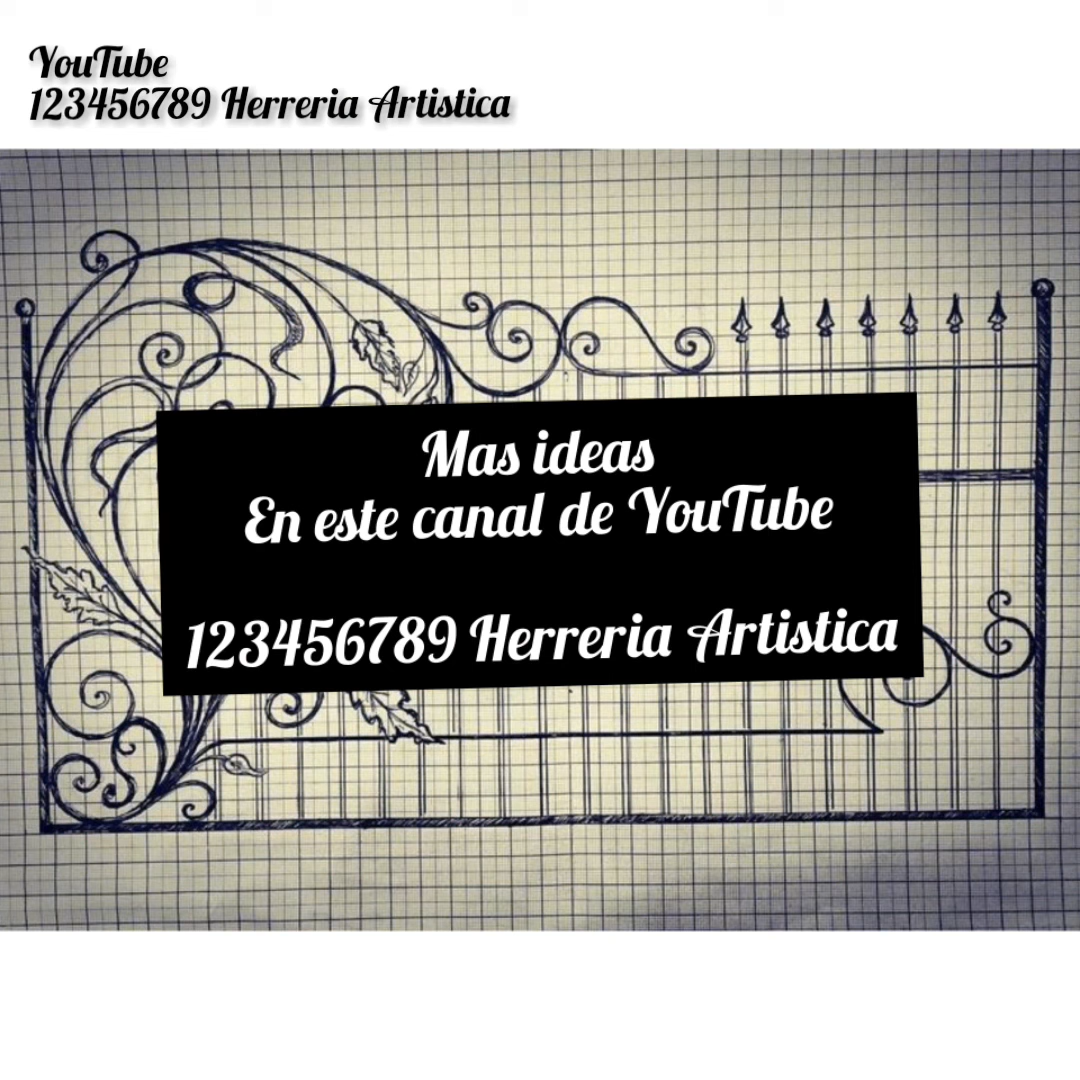 YouTube
123456789 Herreria Artistica
Mas ideas
En este canal de YouTube
123456789 Herreria Artistica